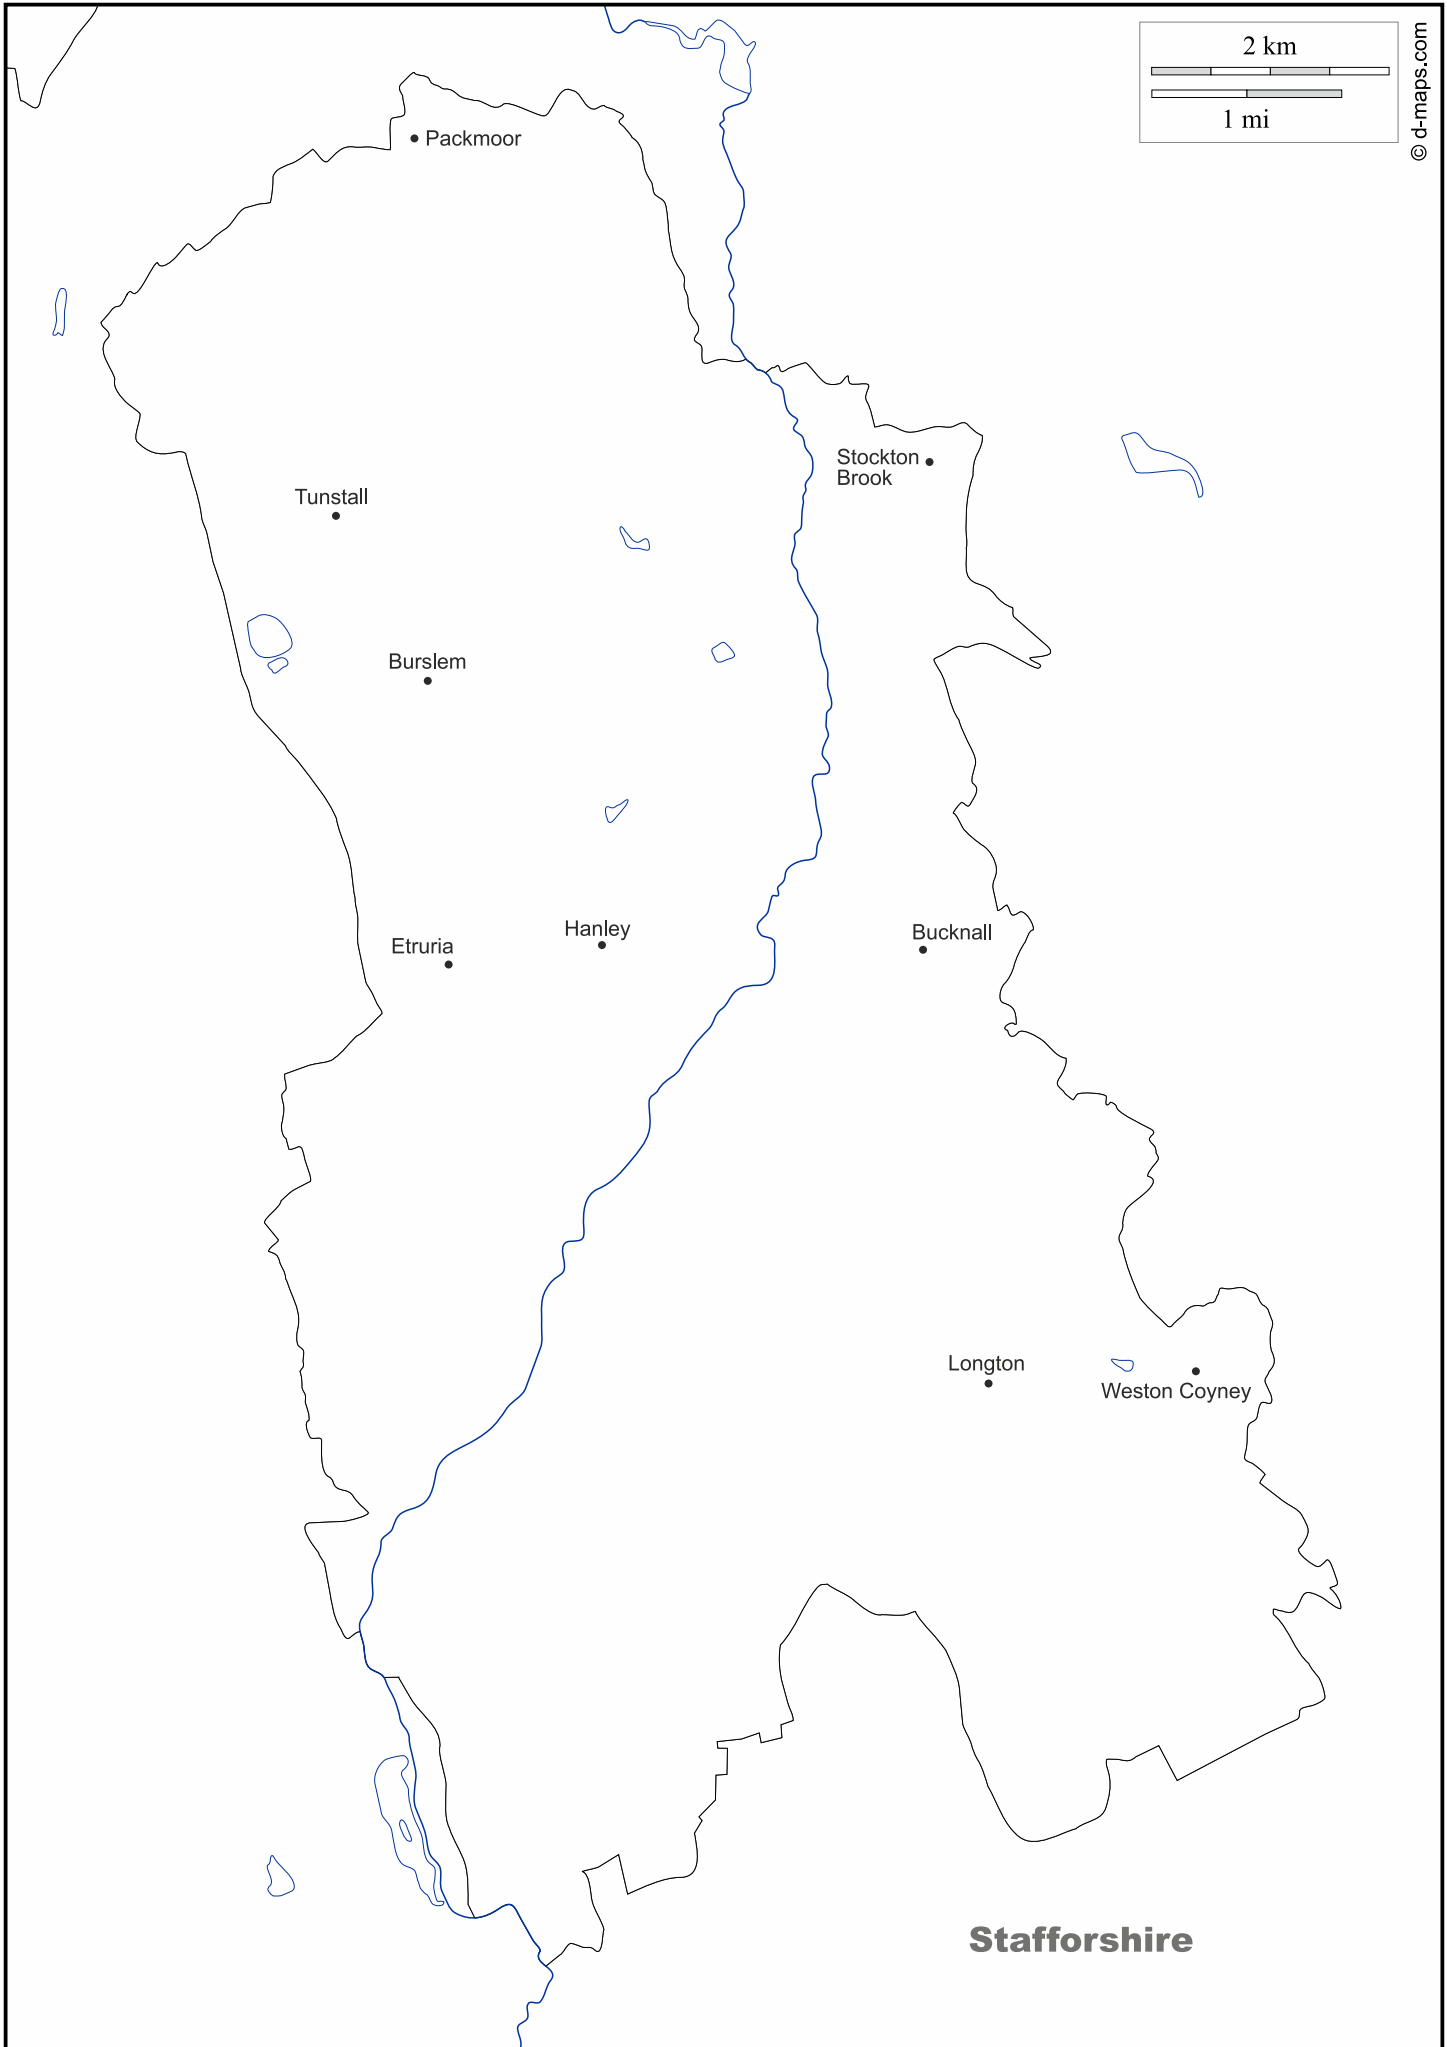 2 km
1 mi
© d-maps.com
Packmoor
Stockton
Brook
Tunstall
Burslem
Hanley
Etruria
Bucknall
Longton
Weston Coyney
Stafforshire